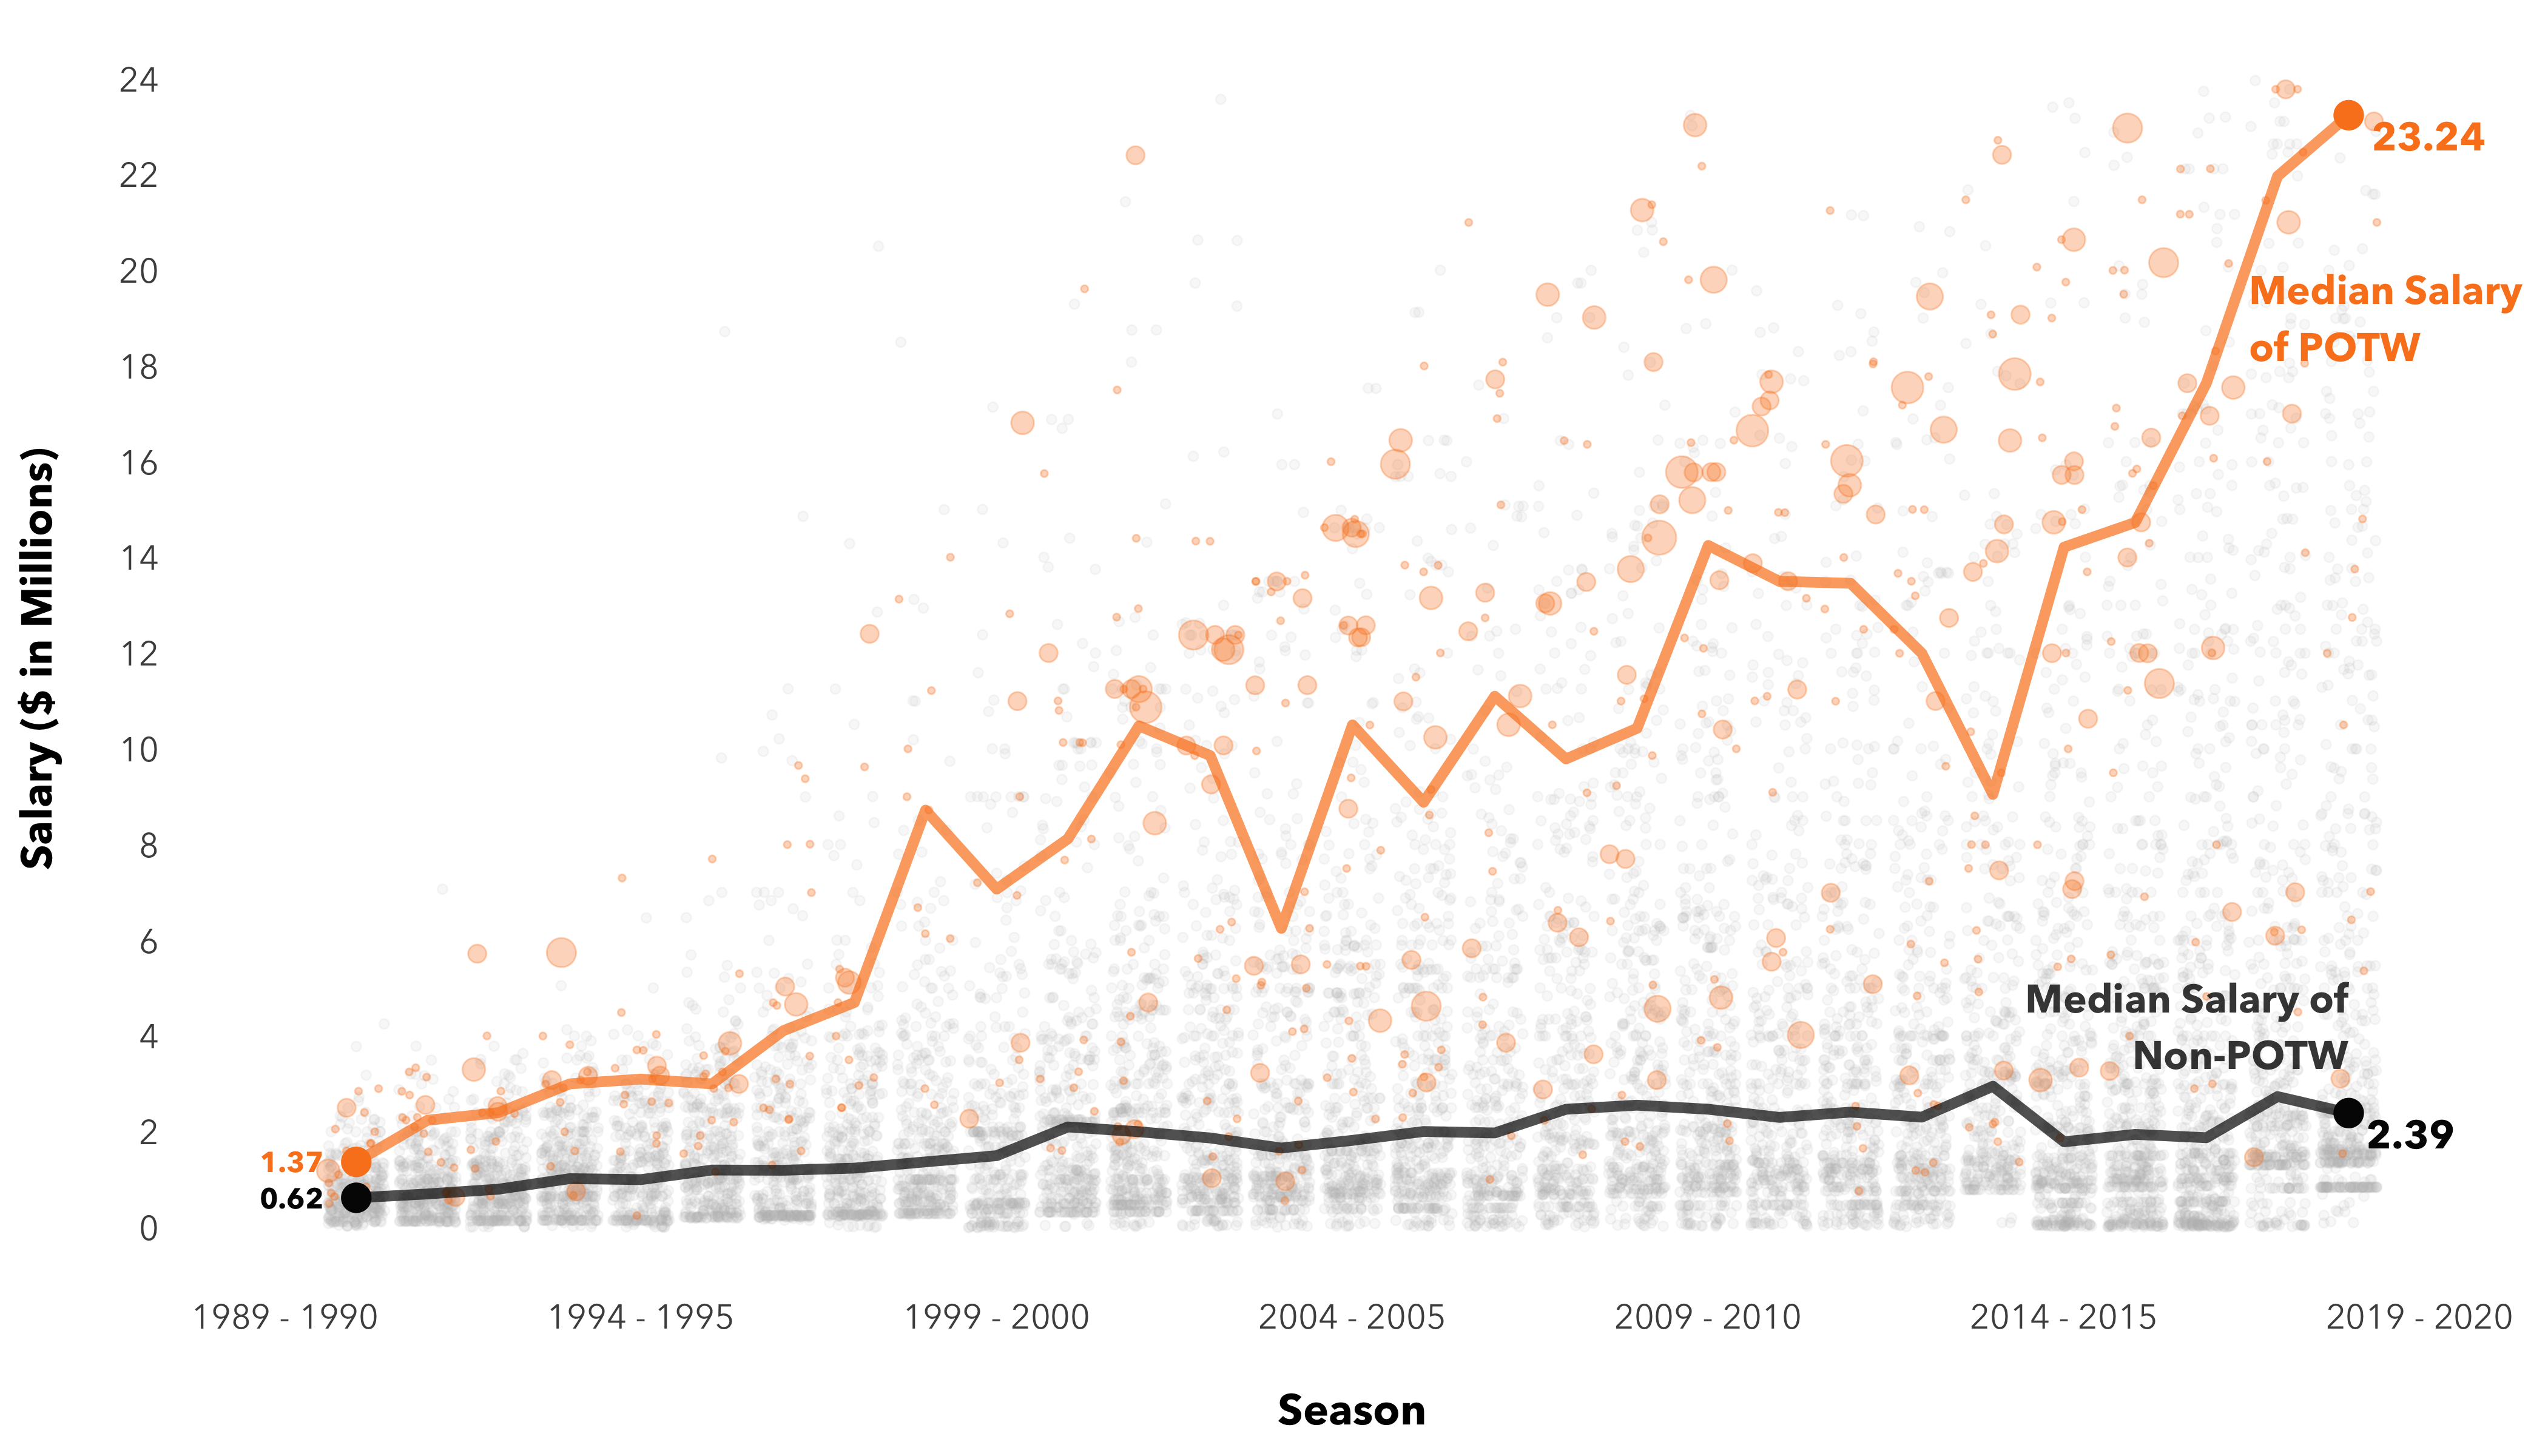 24
22
20
18
16
14
12
10
8
6
4
2
0
Salary ($ in Millions)
23.24
Median Salary
of POTW
Median Salary of
Non-POTW
2.39
1.37
0.62
1989 - 1990
1994 - 1995
1999 - 2000
2004 - 2005
2009 - 2010
2014 - 2015
2019 - 2020
Season